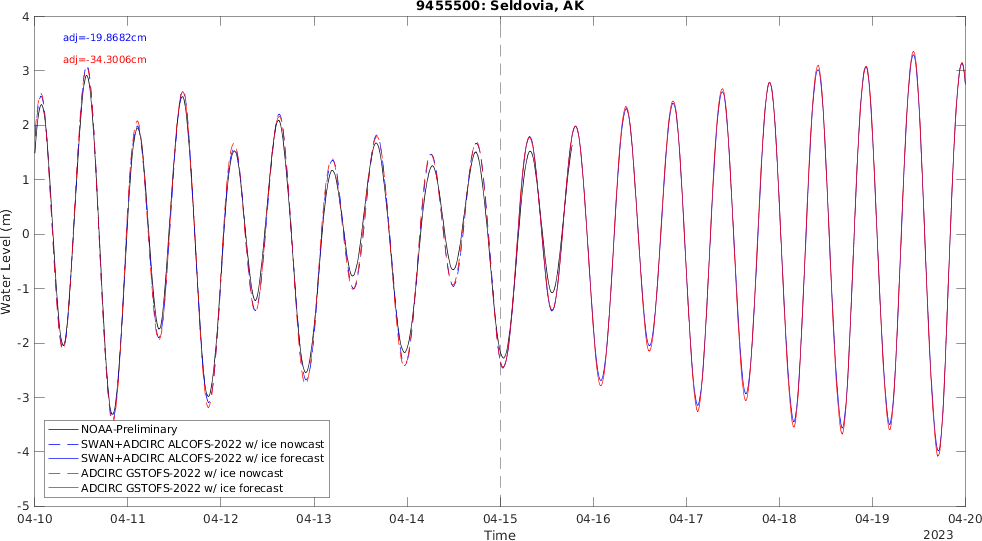 9455500: Seldovia, AK
adj=-19.8682cm
adj=-34.3006cm
4
3
2
1
0
-1
-2
-3
-4
-5
Water Level (m)
NOAA-Preliminary
SWAN+ADCIRC ALCOFS-2022 w/ ice nowcast
SWAN+ADCIRC ALCOFS-2022 w/ ice forecast
ADCIRC GSTOFS-2022 w/ ice nowcast
ADCIRC GSTOFS-2022 w/ ice forecast
04-10 04-11 04-12 04-13 04-14 04-15 04-16 04-17 04-18 04-19 04-20
Time
2023